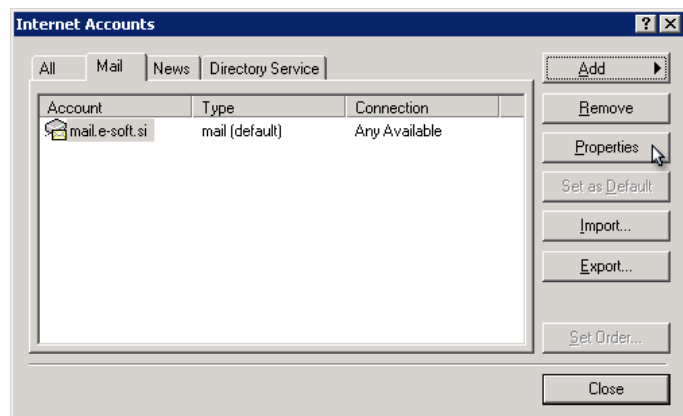 Internet Accounts
All Mail News Directory Service
Account Type Connection
mail.e-soft.si mail (default) Any Available
Add
Remove
Properties
Set as Default
Import...
Export...
Set Order...
Close